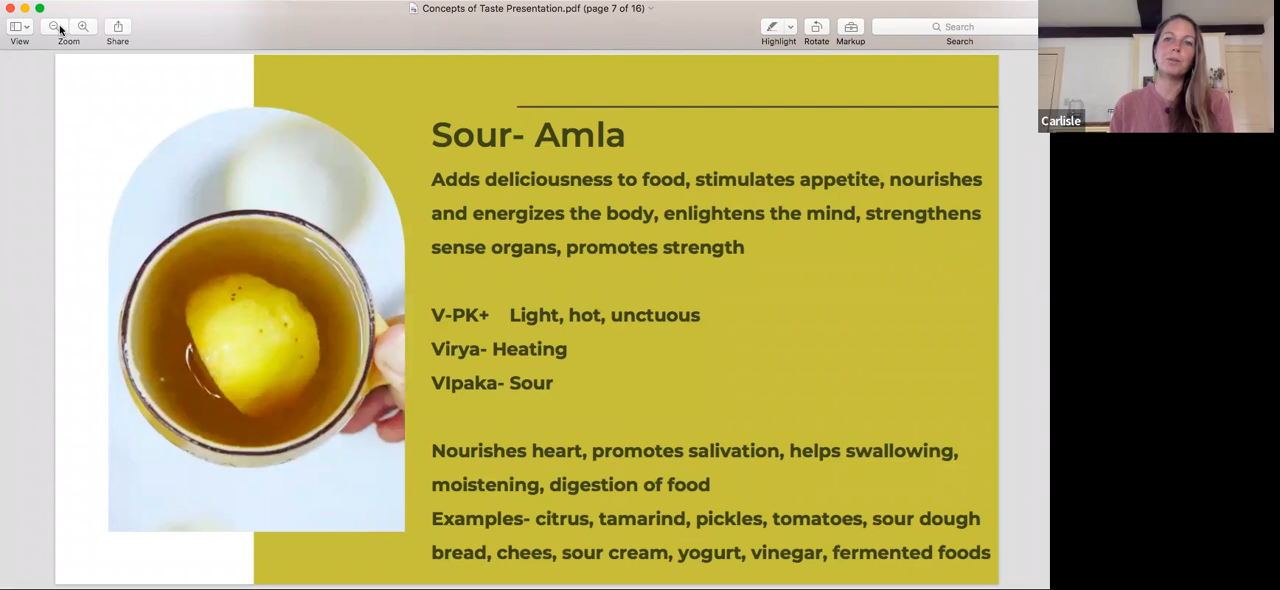 Concepts of Taste Presentation.pdf (page 7 of 16)
View
Zoom
Share
Highlight
Rotate
Markup
Search
Search
Carlisle
Sour- Amla
Adds deliciousness to food, stimulates appetite, nourishes
and energizes the body, enlightens the mind, strengthens
sense organs, promotes strength
V-PK+ Light, hot, unctuous
Virya- Heating
VIpaka- Sour
Nourishes heart, promotes salivation, helps swallowing,
moistening, digestion of food
Examples- citrus, tamarind, pickles, tomatoes, sour dough
bread, chees, sour cream, yogurt, vinegar, fermented foods